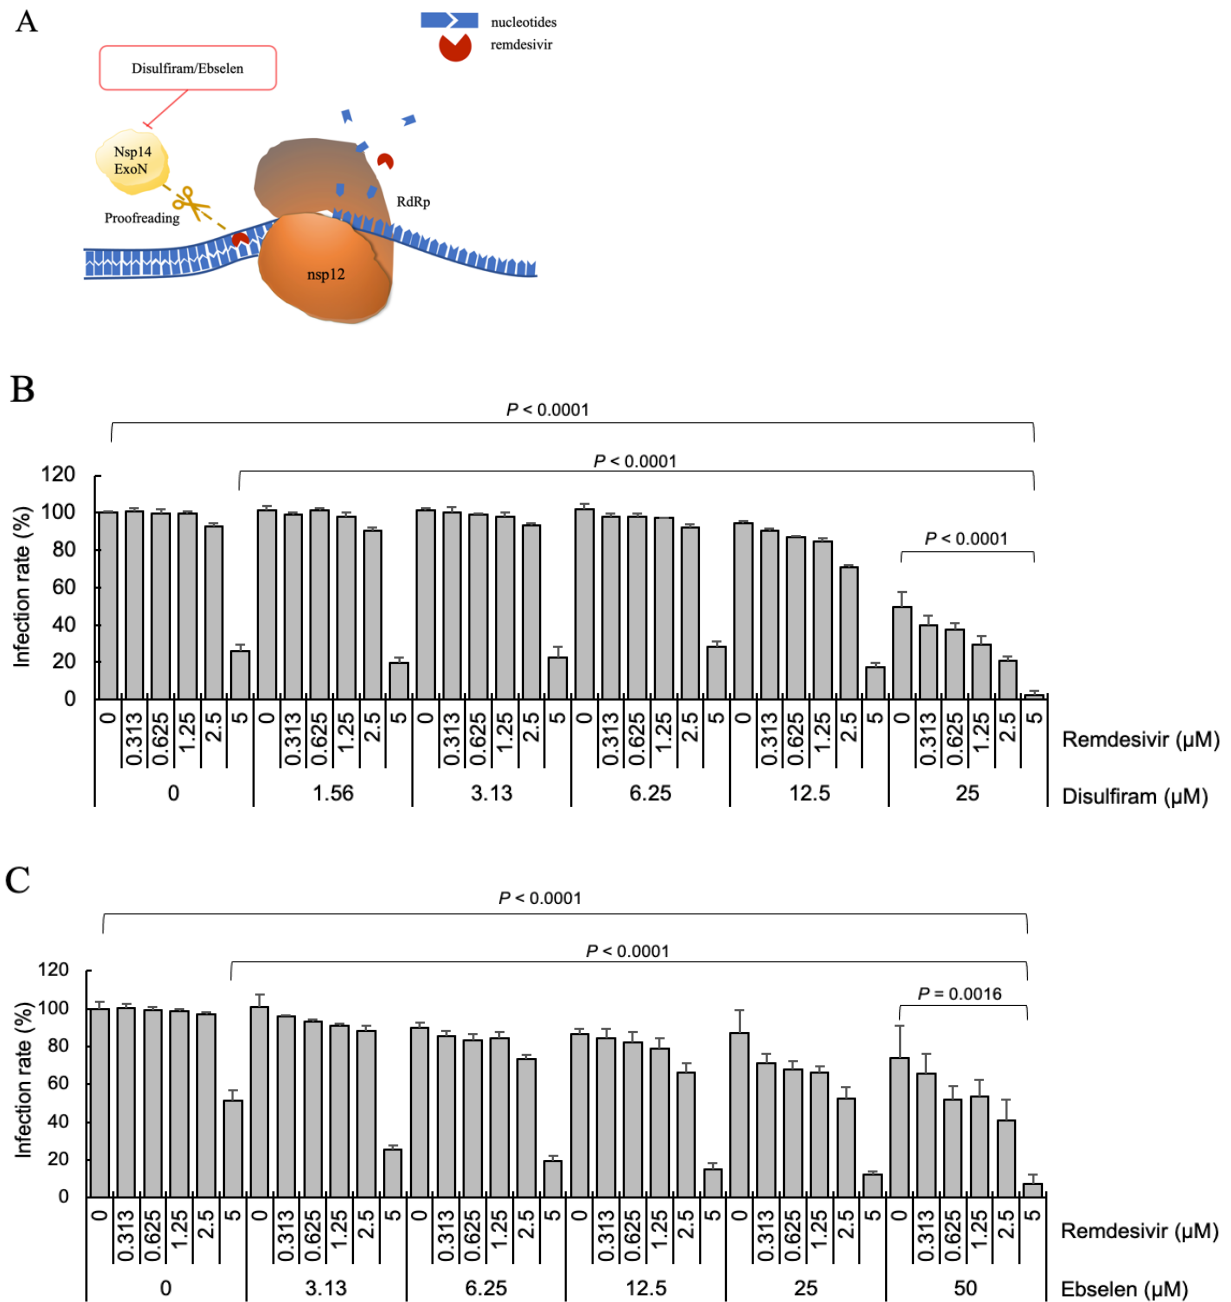 A
nucleotides
remdesivir
Disulfiram/Ebselen
Nsp14
ExoN
Proofreading
RdRp
nsp12
B
P < 0.0001
P < 0.0001
P < 0.0001
Infection rate (%)
120
100
80
60
40
20
0
0 0.313 0.625 1.25 2.5 5 0 0.313 0.625 1.25 2.5 5 0 0.313 0.625 1.25 2.5 5 0 0.313 0.625 1.25 2.5 5 0 0.313 0.625 1.25 2.5 5 0 0.313 0.625 1.25 2.5 5 Remdesivir (μM)
0 1.56 3.13 6.25 12.5 25 Disulfiram (μM)
C
P < 0.0001
P < 0.0001
P = 0.0016
Infection rate (%)
120
100
80
60
40
20
0
0 0.313 0.625 1.25 2.5 5 0 0.313 0.625 1.25 2.5 5 0 0.313 0.625 1.25 2.5 5 0 0.313 0.625 1.25 2.5 5 0 0.313 0.625 1.25 2.5 5 0 0.313 0.625 1.25 2.5 5 Remdesivir (μM)
0 3.13 6.25 12.5 25 50 Ebselen (μM)